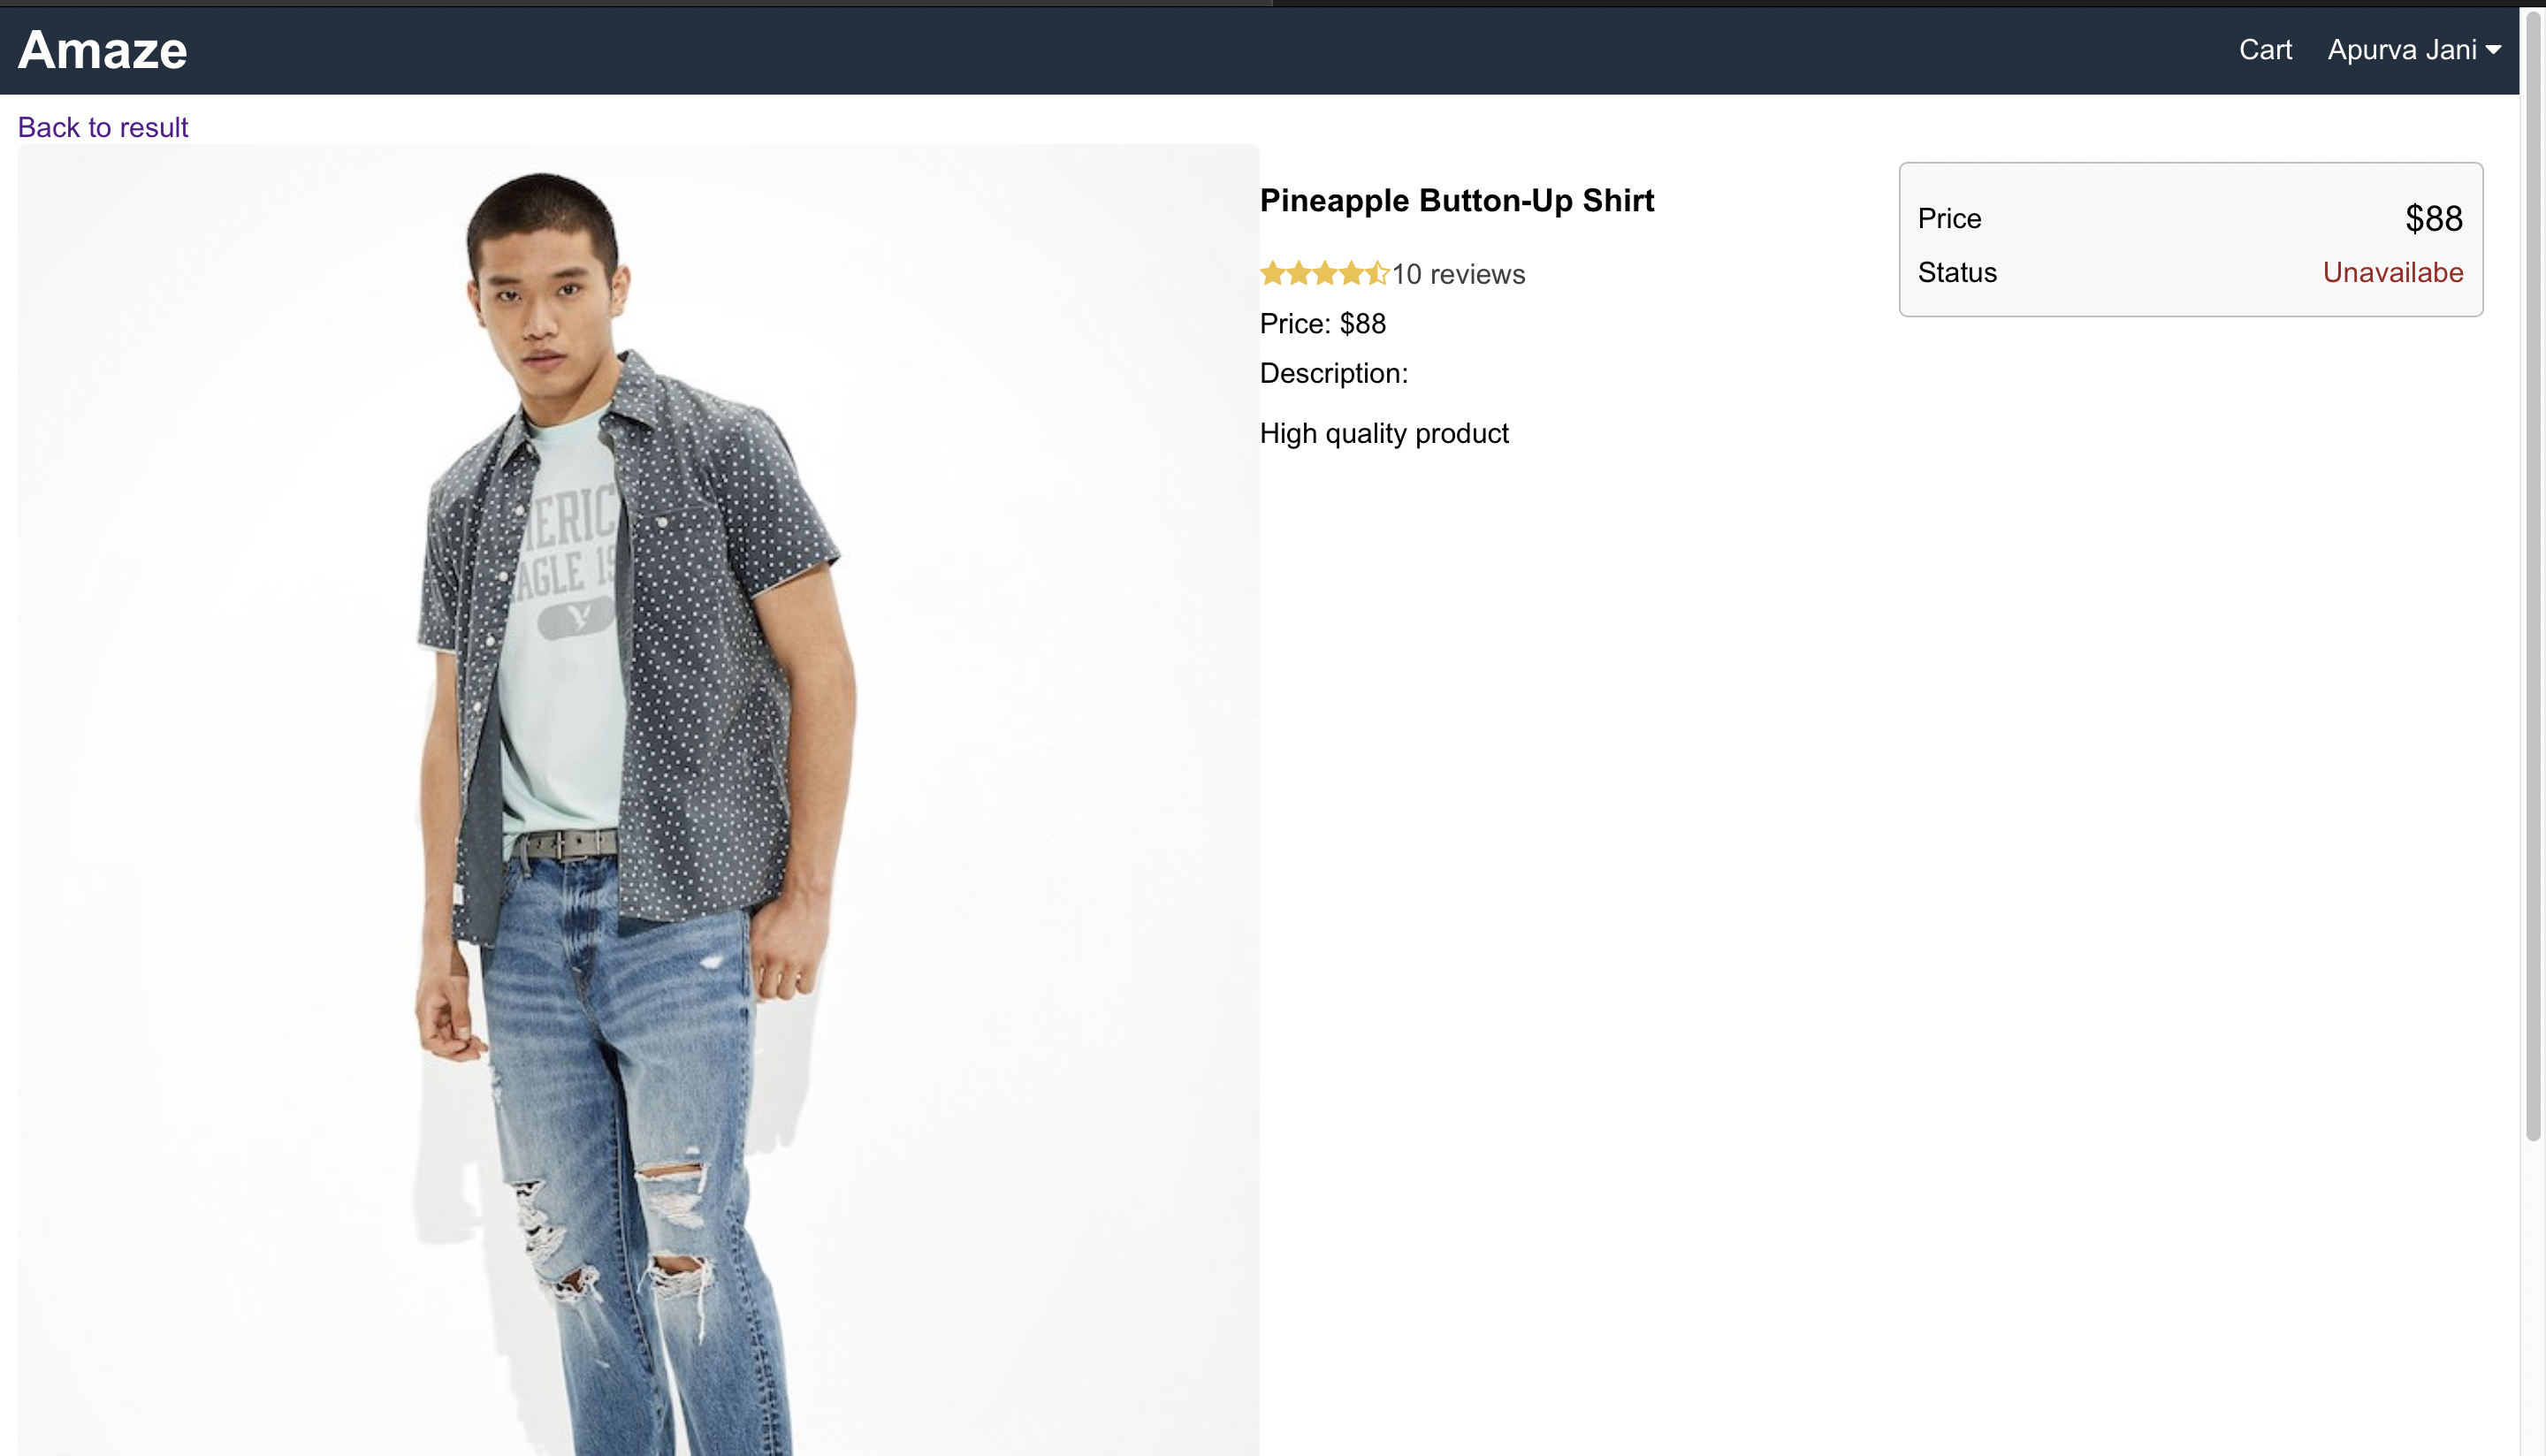 Amaze
Cart Apurva Jani
Back to result
Pineapple Button-Up Shirt
10 reviews
Price: $88
Description:
High quality product
Price $88
Status Unavailabe
ERIC
AGLE 19